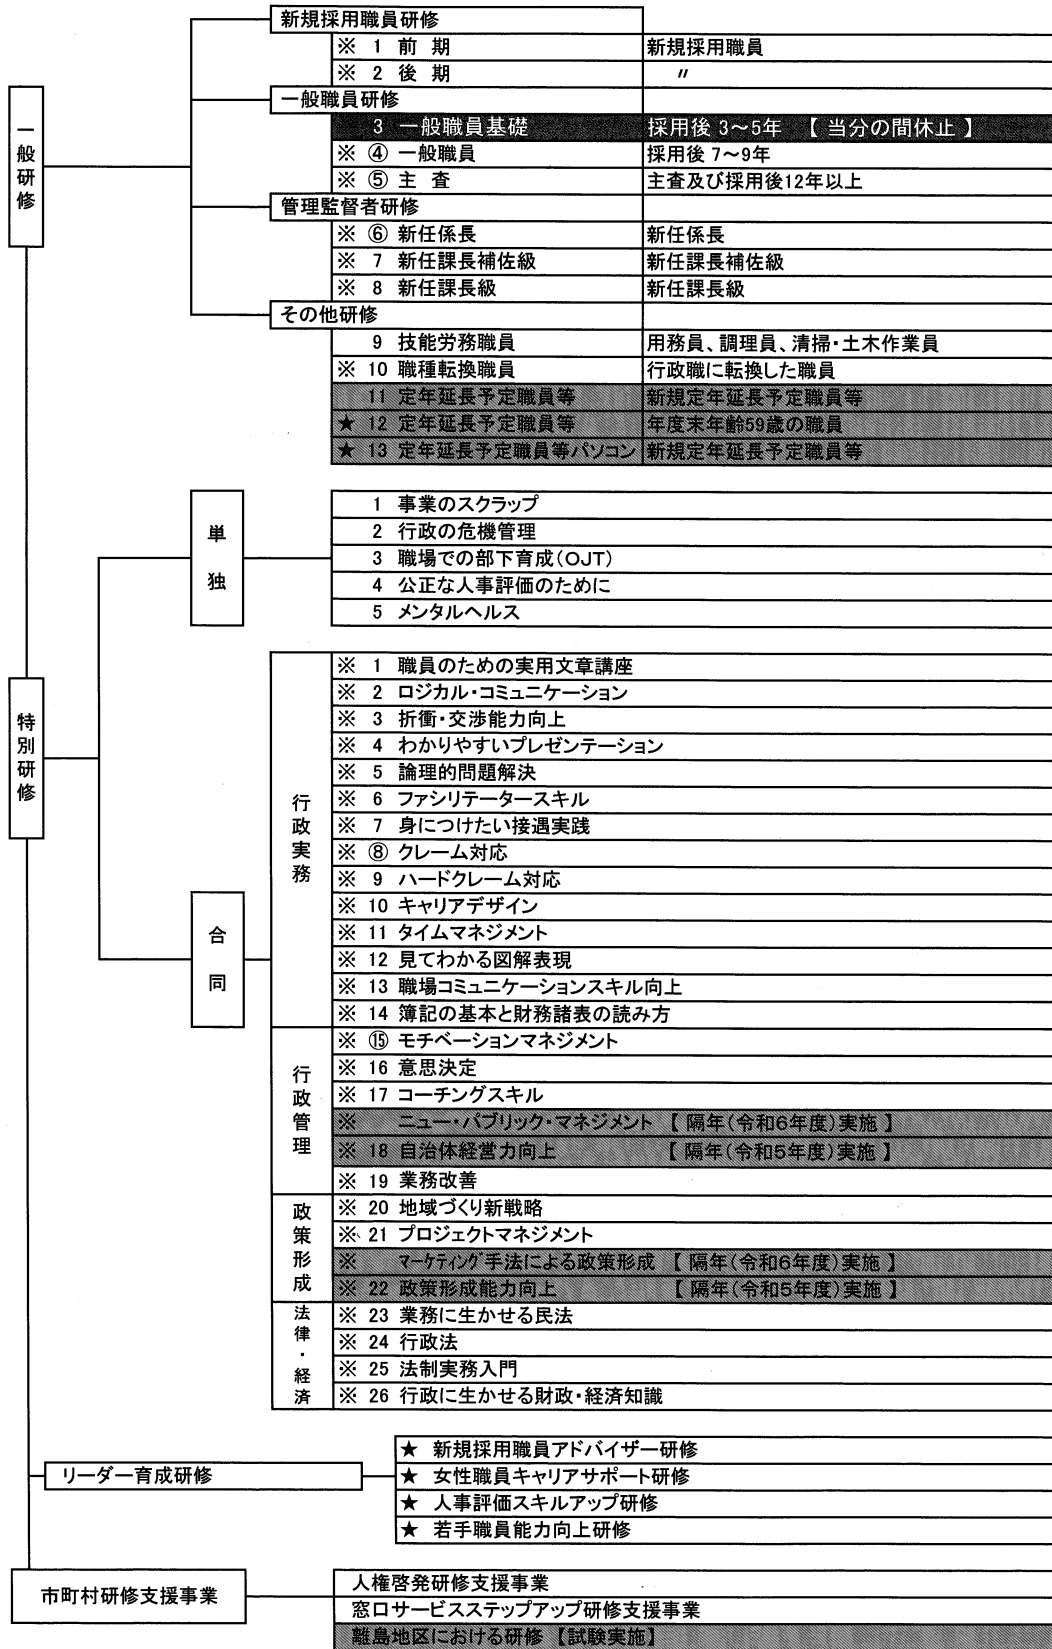 一般研修
新規採用職員研修
※ 1 前 期 新規採用職員
※ 2 後 期 〃
一般職員研修
3 一般職員基礎 採用後 3～5年 【 当分の間休止 】
※ ④ 一般職員 採用後 7～9年
※ ⑤ 主 査 主査及び採用後12年以上
管理監督者研修
※ ⑥ 新任係長 新任係長
※ 7 新任課長補佐級 新任課長補佐級
※ 8 新任課長級 新任課長級
その他研修
9 技能労務職員 用務員、調理員、清掃・土木作業員
※ 10 職種転換職員 行政職に転換した職員
11 定年延長予定職員等 新規定年延長予定職員等
★ 12 定年延長予定職員等 年度末年齢59歳の職員
★ 13 定年延長予定職員等パソコン 新規定年延長予定職員等
特別研修
単独
1 事業のスクラップ
2 行政の危機管理
3 職場での部下育成(OJT)
4 公正な人事評価のために
5 メンタルヘルス
合同
行政実務
※ 1 職員のための実用文章講座
※ 2 ロジカル・コミュニケーション
※ 3 折衝・交渉能力向上
※ 4 わかりやすいプレゼンテーション
※ 5 論理的問題解決
※ 6 ファシリテータースキル
※ 7 身につけたい接遇実践
※ ⑧ クレーム対応
※ 9 ハードクレーム対応
※ 10 キャリアデザイン
※ 11 タイムマネジメント
※ 12 見てわかる図解表現
※ 13 職場コミュニケーションスキル向上
※ 14 簿記の基本と財務諸表の読み方
行政管理
※ ⑮ モチベーションマネジメント
※ 16 意思決定
※ 17 コーチングスキル
※ ニュー・パブリック・マネジメント 【 隔年(令和6年度)実施 】
※ 18 自治体経営力向上 【 隔年(令和5年度)実施 】
※ 19 業務改善
政策形成
※ 20 地域づくり新戦略
※ 21 プロジェクトマネジメント
※ マーケティング手法による政策形成 【 隔年(令和6年度)実施 】
※ 22 政策形成能力向上 【 隔年(令和5年度)実施 】
法律・経済
※ 23 業務に生かせる民法
※ 24 行政法
※ 25 法制実務入門
※ 26 行政に生かせる財政・経済知識
リーダー育成研修
★ 新規採用職員アドバイザー研修
★ 女性職員キャリアサポート研修
★ 人事評価スキルアップ研修
★ 若手職員能力向上研修
市町村研修支援事業
人権啓発研修支援事業
窓口サービスステップアップ研修支援事業
離島地区における研修 【試験実施】